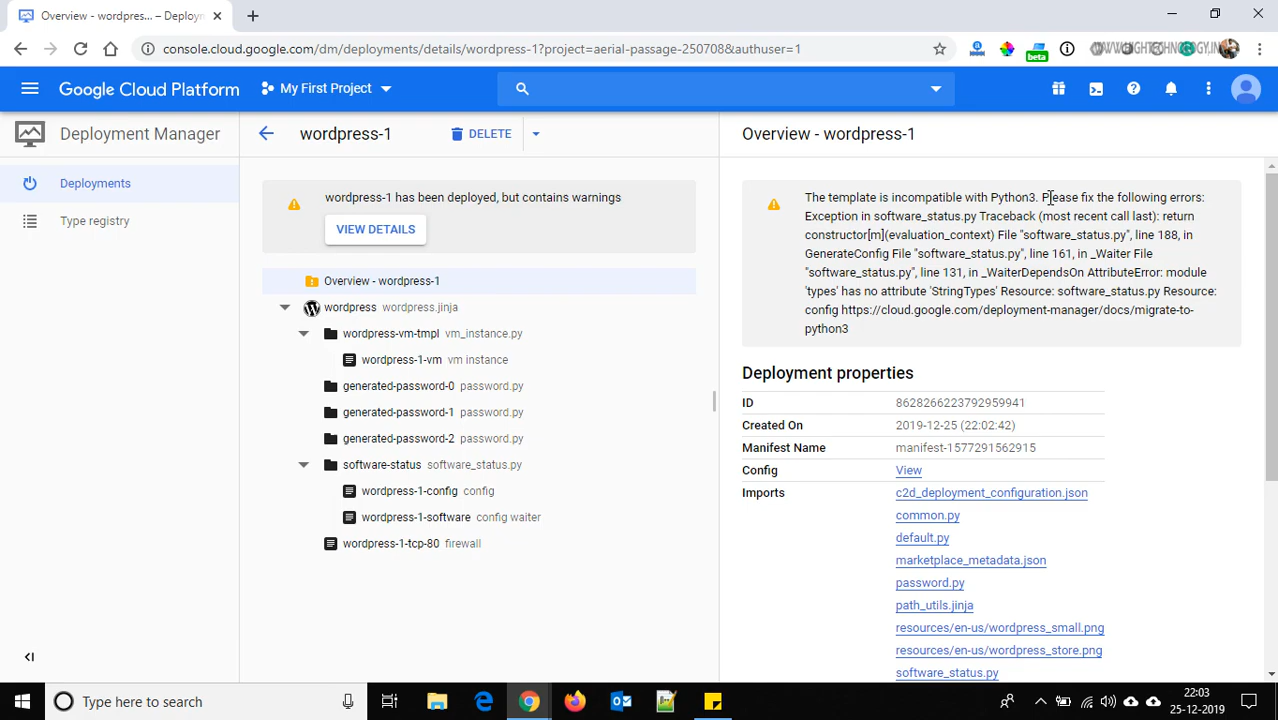 Overview - wordpress... – Deployn
console.cloud.google.com/dm/deployments/details/wordpress-1?project=aerial-passage-250708&authuser=1
beta
Google Cloud Platform
My First Project
Deployment Manager
wordpress-1
DELETE
Overview - wordpress-1
Deployments
Type registry
wordpress-1 has been deployed, but contains warnings
VIEW DETAILS
Overview - wordpress-1
wordpress wordpress.jinja
wordpress-vm-tmpl vm_instance.py
wordpress-1-vm vm instance
generated-password-0 password.py
generated-password-1 password.py
generated-password-2 password.py
software-status software_status.py
wordpress-1-config config
wordpress-1-software config waiter
wordpress-1-tcp-80 firewall
The template is incompatible with Python3. Please fix the following errors:
Exception in software_status.py Traceback (most recent call last): return
constructor[m](evaluation_context) File "software_status.py", line 188, in
GenerateConfig File "software_status.py", line 161, in _Waiter File
"software_status.py", line 131, in _WaiterDependsOn AttributeError: module
'types' has no attribute 'StringTypes' Resource: software_status.py Resource:
config https://cloud.google.com/deployment-manager/docs/migrate-to-
python3
Deployment properties
ID 8628266223792959941
Created On 2019-12-25 (22:02:42)
Manifest Name manifest-1577291562915
Config View
Imports c2d_deployment_configuration.json
common.py
default.py
marketplace_metadata.json
password.py
path_utils.jinja
resources/en-us/wordpress_small.png
resources/en-us/wordpress_store.png
software_status.py
Type here to search
22:03
25-12-2019